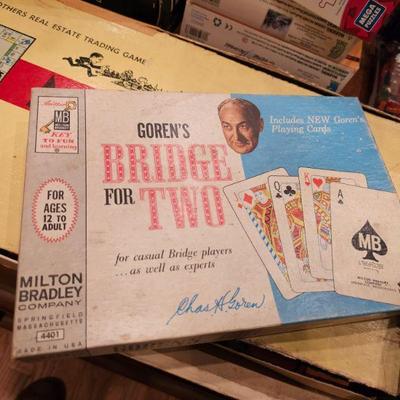 OTHERS REAL ESTATE TRADING GAME
MEGA
PUZZLES
MB
KEY
TO FUN
and learning
GOREN'S
BRIDGE
FOR TWO
Includes NEW Goren's
Playing Cards
FOR
AGES
12 TO
ADULT
for casual Bridge players
...as well as experts
K
Q
K
A
MB
MILTON
BRADLEY
COMPANY
SPRINGFIELD
MASSACHUSETTS
4401
MADE IN USA
Chas H Goren